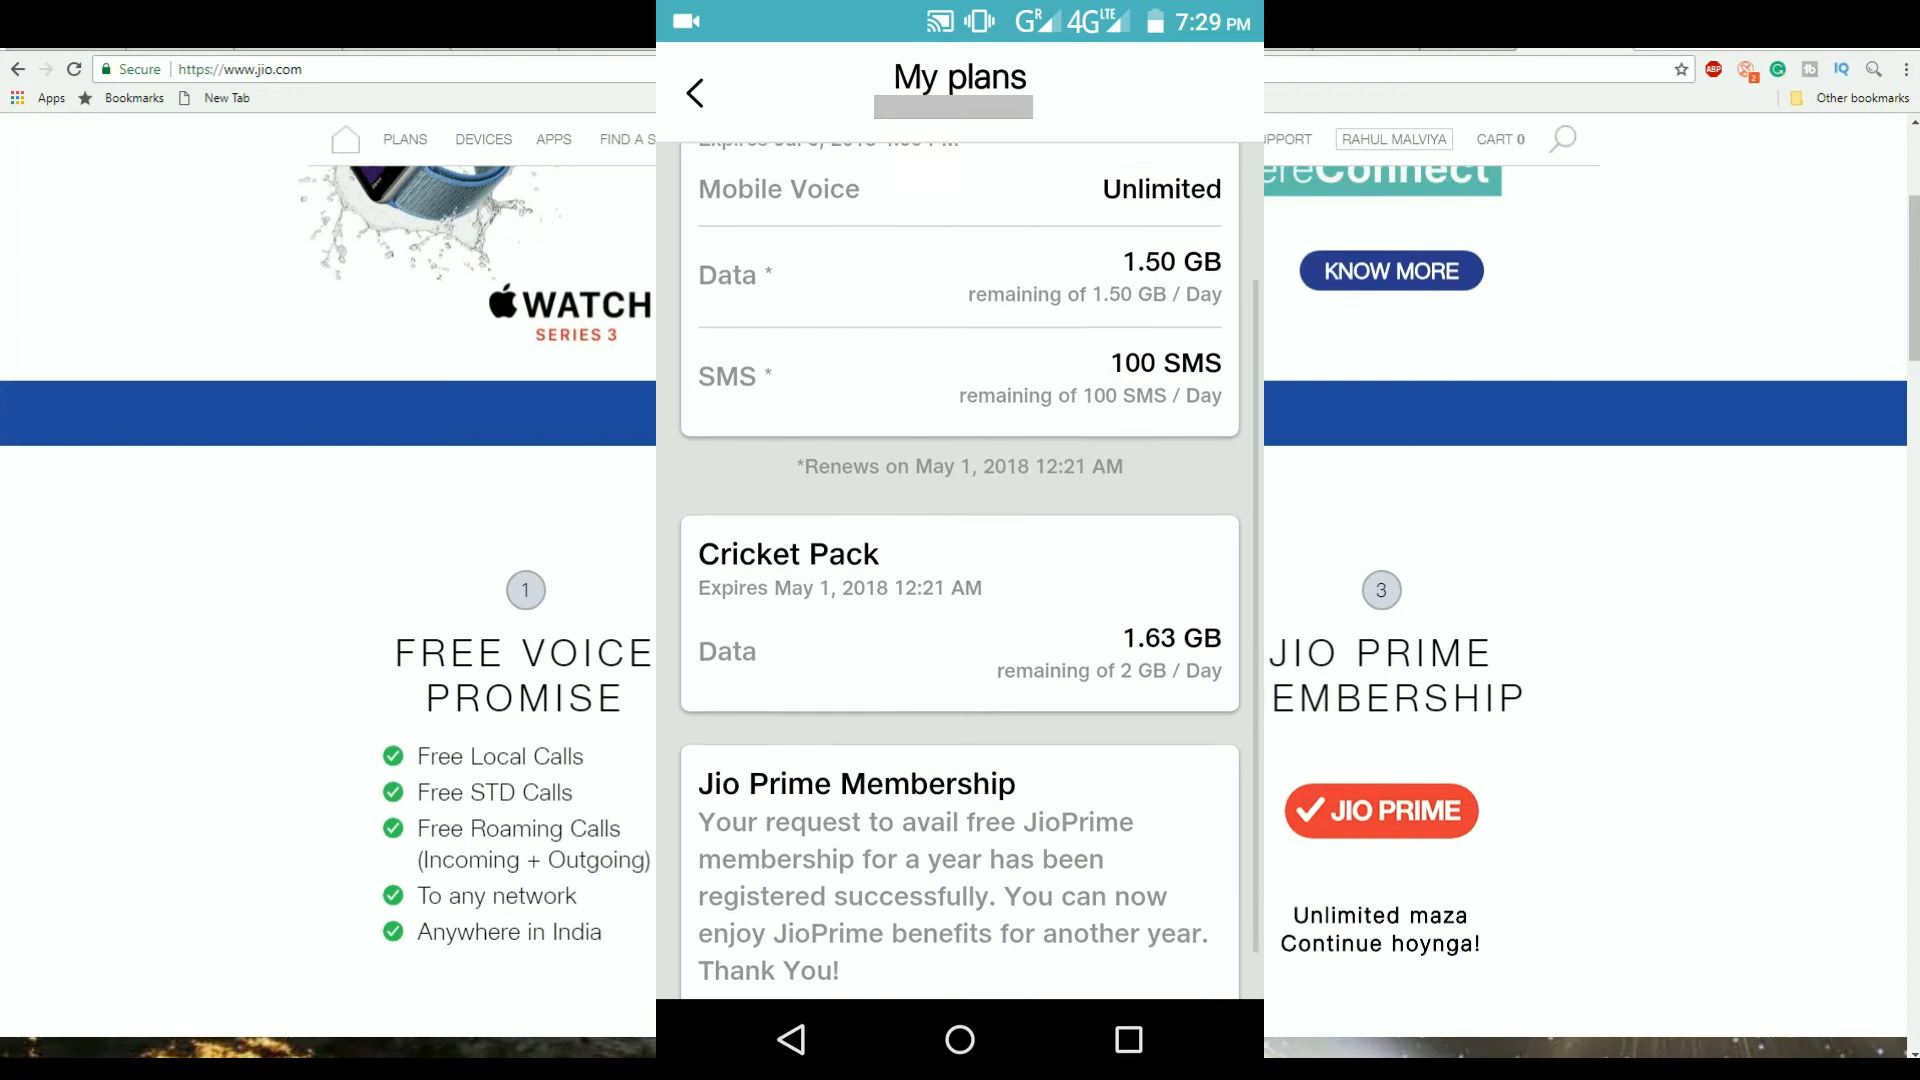 7:29 PM
Secure
https://www.jio.com
Apps
Bookmarks
New Tab
Other bookmarks
PLANS
DEVICES
APPS
FIND A S
UPPORT
RAHUL MALVIYA
CART 0
WATCH
SERIES 3
ereConnect
KNOW MORE
1
FREE VOICE
PROMISE
Free Local Calls
Free STD Calls
Free Roaming Calls
(Incoming + Outgoing)
To any network
Anywhere in India
My plans
Mobile Voice
Unlimited
Data *
1.50 GB
remaining of 1.50 GB / Day
SMS *
100 SMS
remaining of 100 SMS / Day
*Renews on May 1, 2018 12:21 AM
Cricket Pack
Expires May 1, 2018 12:21 AM
Data
1.63 GB
remaining of 2 GB / Day
Jio Prime Membership
Your request to avail free JioPrime
membership for a year has been
registered successfully. You can now
enjoy JioPrime benefits for another year.
Thank You!
3
JIO PRIME
EMBERSHIP
JIO PRIME
Unlimited maza
Continue hoynga!